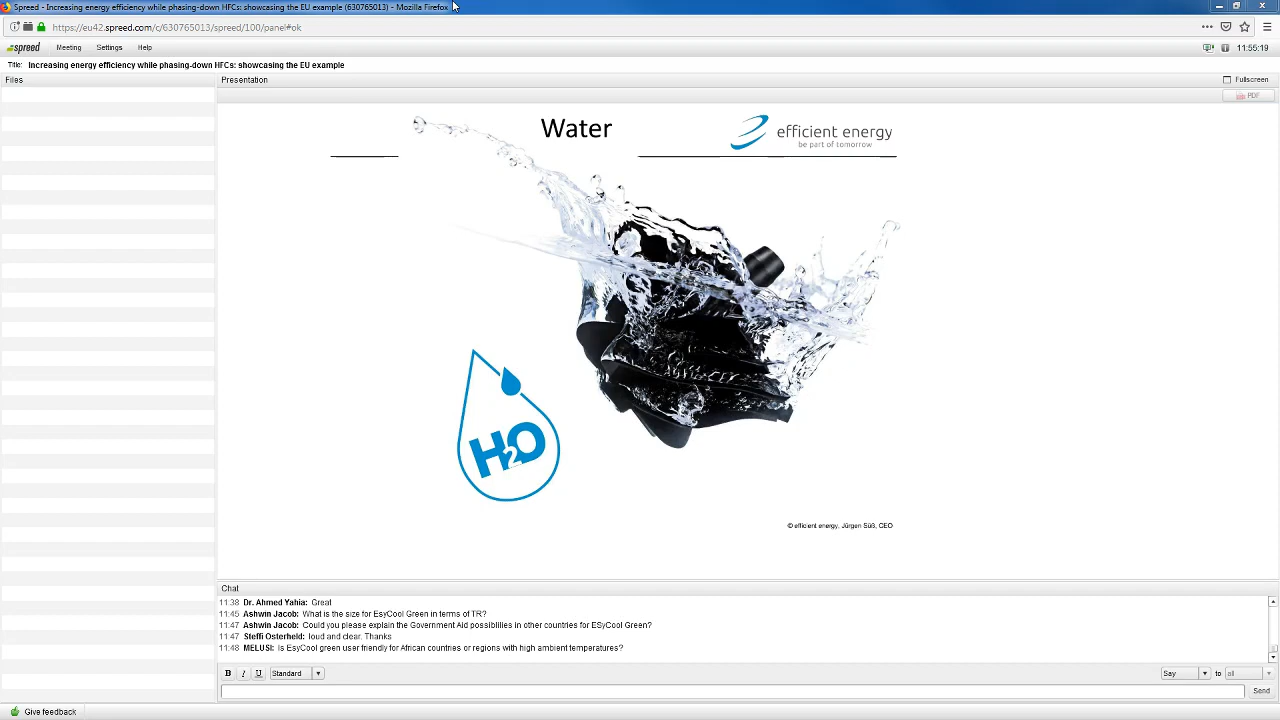 Spreed - Increasing energy efficiency while phasing-down HFCs: showcasing the EU example (630765013) - Mozilla Firefox
https://eu42.spreed.com/c/630765013/spreed/100/panel#ok
spreed Meeting Settings Help 11:55:19
Title: Increasing energy efficiency while phasing-down HFCs: showcasing the EU example
Files
Presentation
Fullscreen
PDF
Water
efficient energy
be part of tomorrow
H2O
© efficient energy, Jürgen Süß, CEO
Chat
11:38 Dr. Ahmed Yahia: Great
11:45 Ashwin Jacob: What is the size for EsyCool Green in terms of TR?
11:47 Ashwin Jacob: Could you please explain the Government Aid possiblilies in other countries for ESyCool Green?
11:47 Steffi Osterheld: loud and clear. Thanks
11:48 MELUSI: is EsyCool green user friendly for African countries or regions with high ambient temperatures?
B I U Standard Say to all
Send
Give feedback